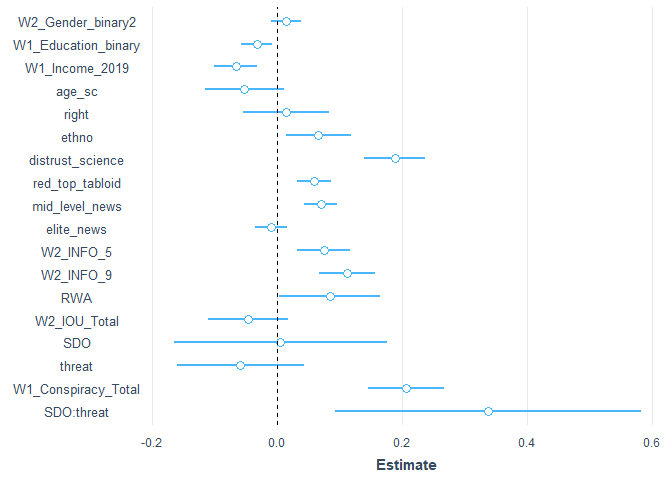 W2_Gender_binary2
W1_Education_binary
W1_Income_2019
age_sc
right
ethno
distrust_science
red_top_tabloid
mid_level_news
elite_news
W2_INFO_5
W2_INFO_9
RWA
W2_IOU_Total
SDO
threat
W1_Conspiracy_Total
SDO:threat
-0.2 0.0 0.2 0.4 0.6
Estimate